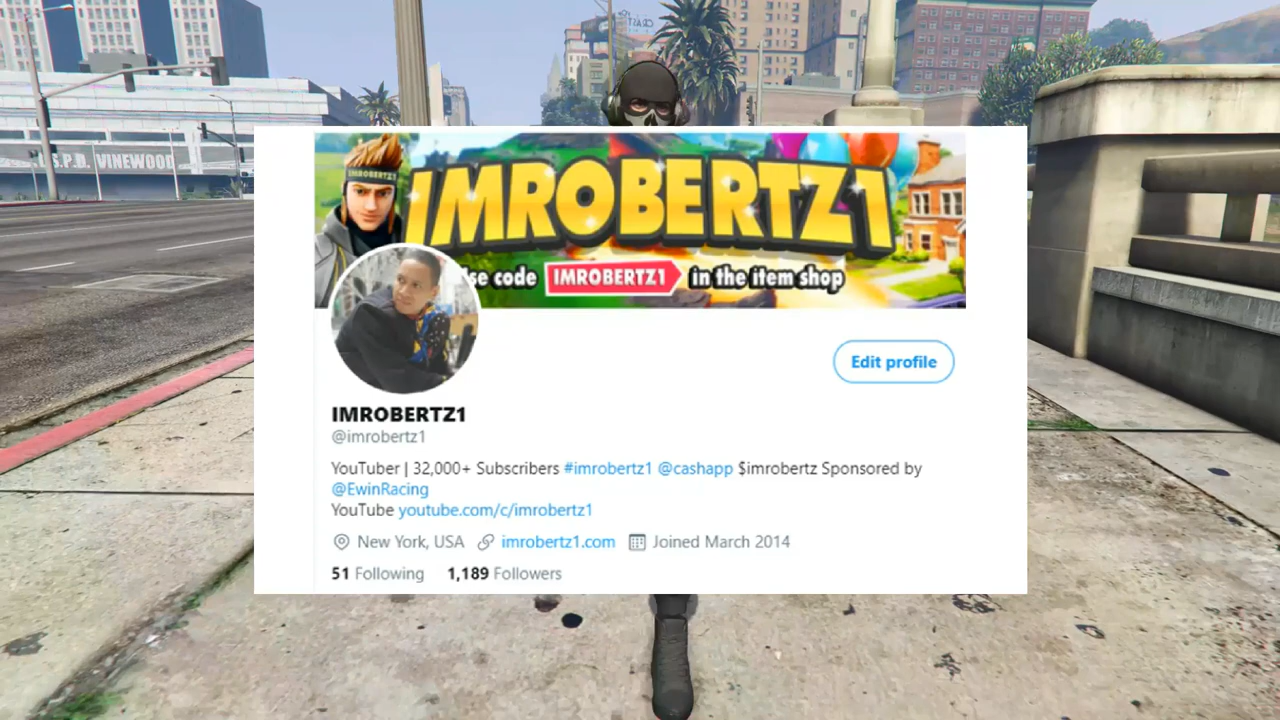 L.S.P.D. VINEWOOD
IMROBERTZ1
IMROBERTZ1
se code IMROBERTZ1 in the item shop
Edit profile
IMROBERTZ1
@imrobertz1
YouTuber | 32,000+ Subscribers #imrobertz1 @cashapp $imrobertz Sponsored by
@EwinRacing
YouTube youtube.com/c/imrobertz1
New York, USA imrobertz1.com Joined March 2014
51 Following 1,189 Followers